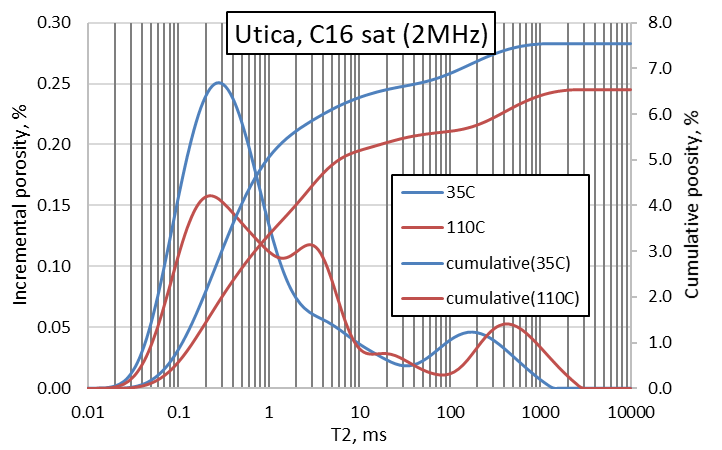 Utica, C16 sat (2MHz)
Incremental porosity, %
0.30
0.25
0.20
0.15
0.10
0.05
0.00
8.0
7.0
6.0
5.0
4.0
3.0
2.0
1.0
0.0
Cumulative poosity, %
35C
110C
cumulative(35C)
cumulative(110C)
0.01 0.1 1 10 100 1000 10000
T2, ms